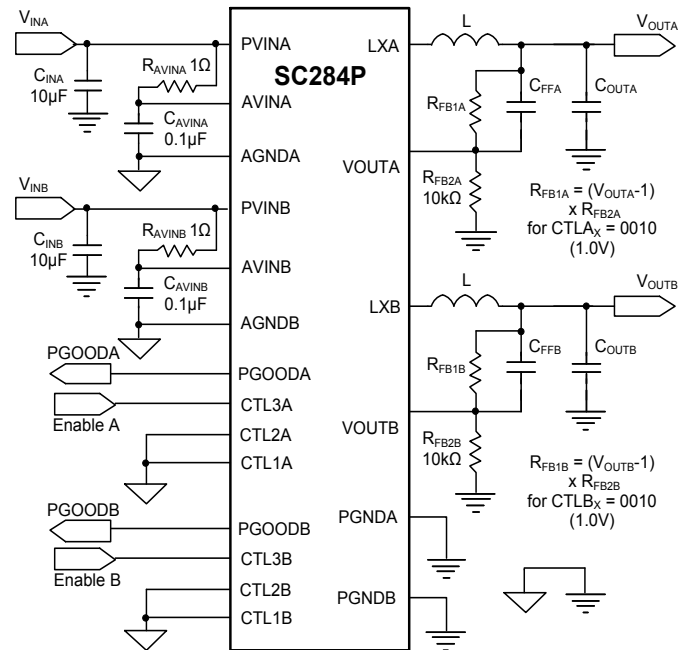 VINA
PVINA
CINA
10µF
RAVINA 1Ω
AVINA
CAVINA
0.1µF
AGNDA
VINB
PVINB
CINB
10µF
RAVINB 1Ω
AVINB
CAVINB
0.1µF
AGNDB
PGOODA
PGOODA
CTL3A
Enable A
CTL2A
CTL1A
PGOODB
PGOODB
CTL3B
Enable B
CTL2B
CTL1B
SC284P
LXA
L
VOUTA
RFB1A
CFFA
COUTA
VOUTA
RFB2A
10kΩ
RFB1A = (VOUTA-1)
x RFB2A
for CTLAX = 0010
(1.0V)
LXB
L
VOUTB
RFB1B
CFFB
COUTB
VOUTB
RFB2B
10kΩ
RFB1B = (VOUTB-1)
x RFB2B
for CTLBX = 0010
(1.0V)
PGNDA
PGNDB